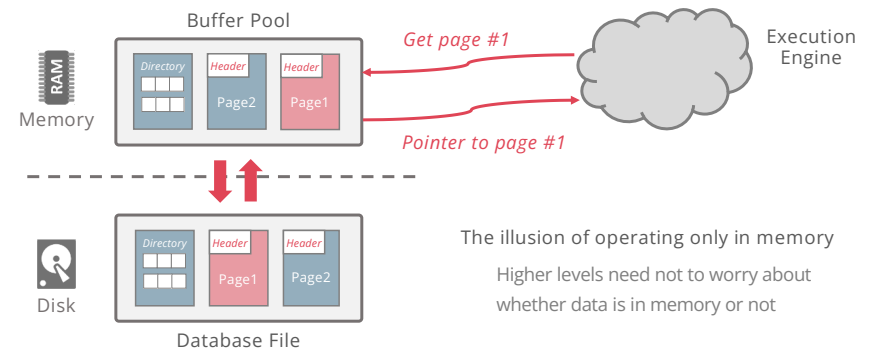 Buffer Pool
RAM
Memory
Directory
Header
Page2
Header
Page1
Get page #1
Pointer to page #1
Execution
Engine
Disk
Directory
Header
Page1
Header
Page2
Database File
The illusion of operating only in memory
Higher levels need not to worry about
whether data is in memory or not